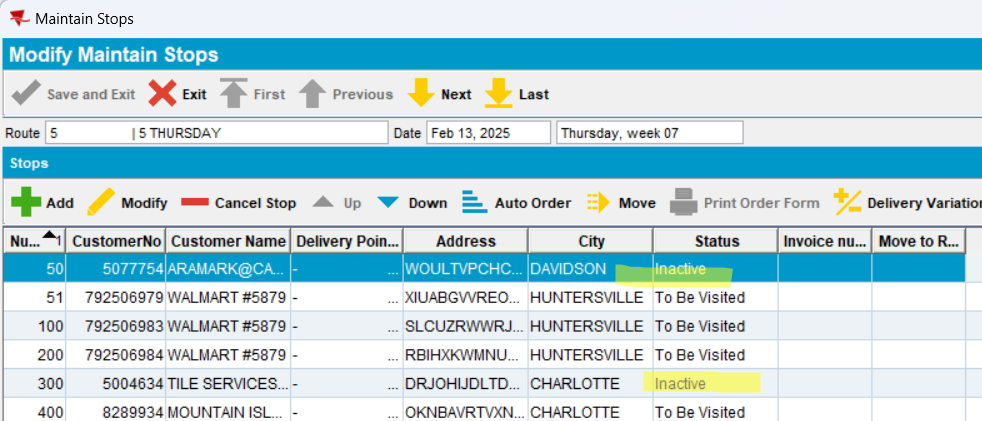 Maintain Stops
Modify Maintain Stops
Save and Exit Exit First Previous Next Last
Route 5 | 5 THURSDAY Date Feb 13, 2025 Thursday, week 07
Stops
Add Modify Cancel Stop Up Down Auto Order Move Print Order Form Delivery Variation
Nu... 1 CustomerNo Customer Name Delivery Poin... Address City Status Invoice nu... Move to R...
50 5077754 ARAMARK@CA... - ... WOULTVPCHC... DAVIDSON Inactive
51 792506979 WALMART #5879 - ... XIUABGVVREO... HUNTERSVILLE To Be Visited
100 792506983 WALMART #5879 - ... SLCUZRWWRJ... HUNTERSVILLE To Be Visited
200 792506984 WALMART #5879 - ... RBIHXKWMNU... HUNTERSVILLE To Be Visited
300 5004634 TILE SERVICES... - ... DRJOHIJDLTD... CHARLOTTE Inactive
400 8289934 MOUNTAIN ISL... - ... OKNBAVRTVXN... CHARLOTTE To Be Visited